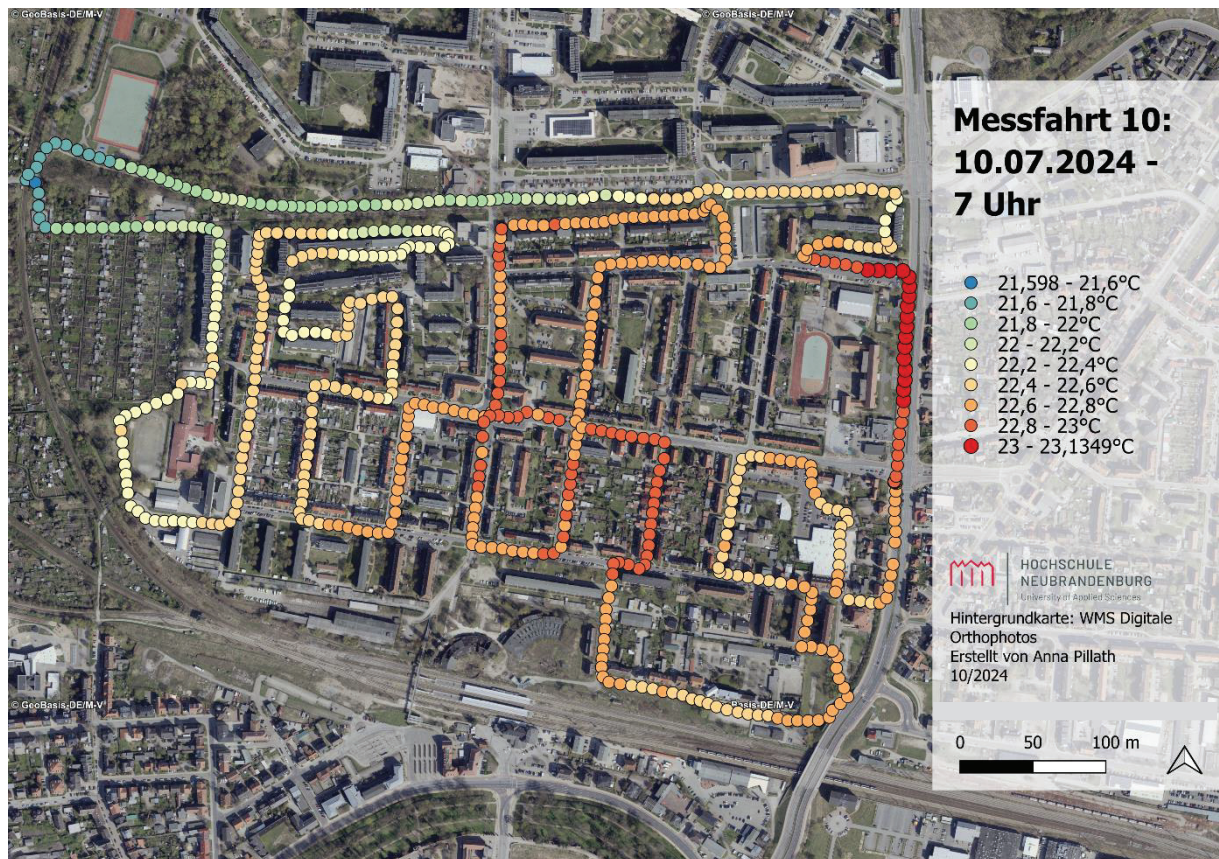 © GeoBasis-DE/M-V
© GeoBasis-DE/M-V
Messfahrt 10:
10.07.2024 -
7 Uhr
21,598 - 21,6°C
21,6 - 21,8°C
21,8 - 22°C
22 - 22,2°C
22,2 - 22,4°C
22,4 - 22,6°C
22,6 - 22,8°C
22,8 - 23°C
23 - 23,1349°C
HOCHSCHULE
NEUBRANDENBURG
University of Applied Sciences
Hintergrundkarte: WMS Digitale
Orthophotos
Erstellt von Anna Pillath
10/2024
© GeoBasis-DE/M-V
Basis-DE/M-V
0 50 100 m